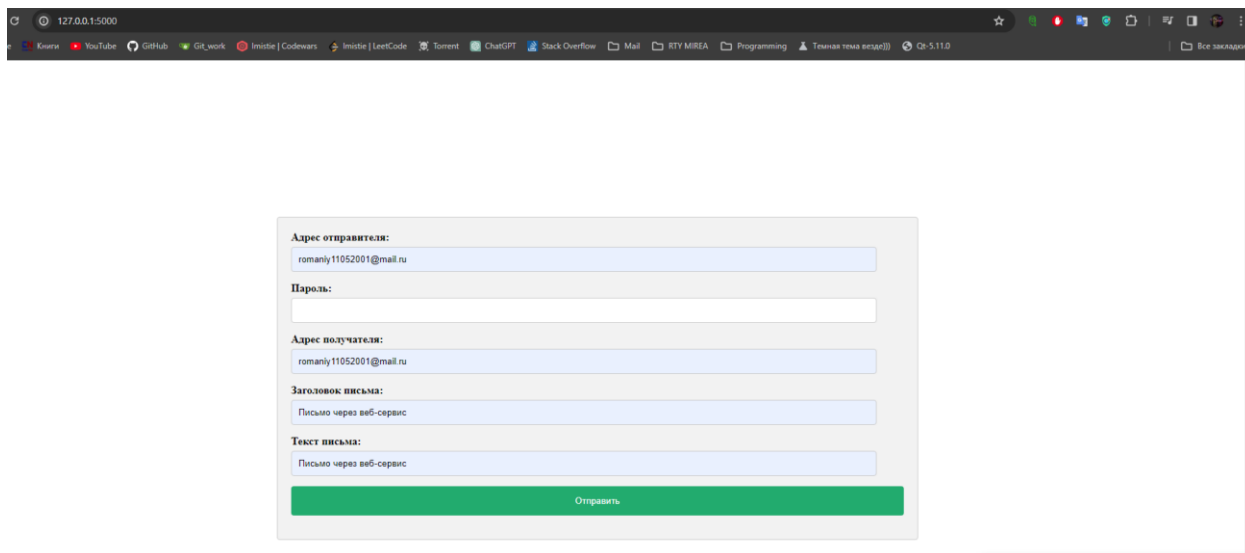 127.0.0.1:5000
Книги YouTube GitHub Git_work Imistie | Codewars Imistie | LeetCode Torrent ChatGPT Stack Overflow Mail RTY MIREA Programming Темная тема везде))) Qt-5.11.0 Все закладки
Адрес отправителя:
romaniy11052001@mail.ru
Пароль:
Адрес получателя:
romaniy11052001@mail.ru
Заголовок письма:
Письмо через веб-сервис
Текст письма:
Письмо через веб-сервис
Отправить